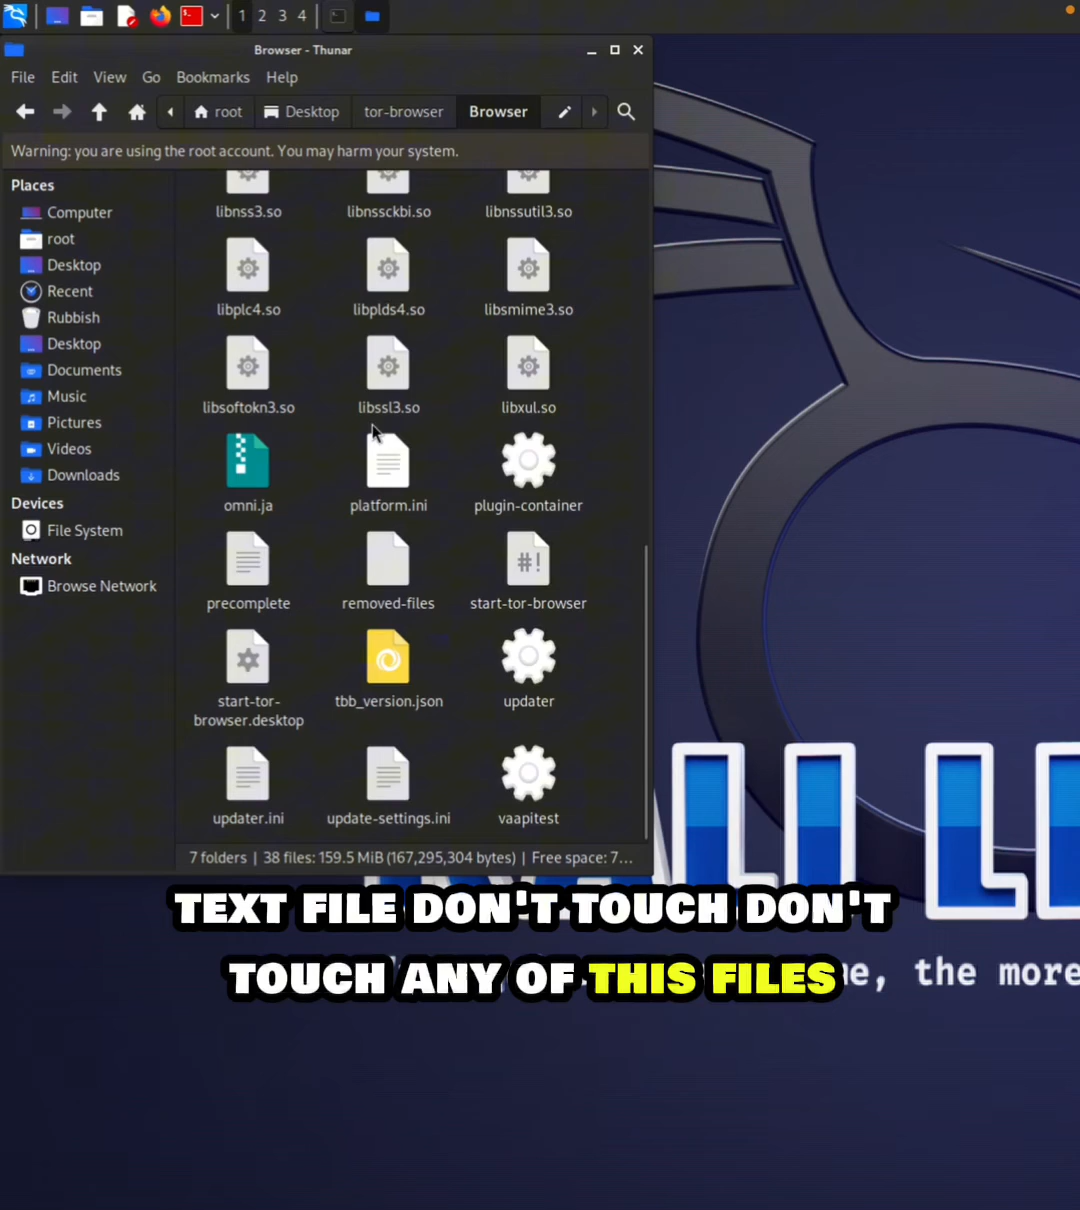 1 2 3 4
Browser - Thunar
File Edit View Go Bookmarks Help
root Desktop tor-browser Browser
Warning: you are using the root account. You may harm your system.
Places
Computer
root
Desktop
Recent
Rubbish
Desktop
Documents
Music
Pictures
Videos
Downloads
Devices
File System
Network
Browse Network
libnss3.so libnssckbi.so libnssutil3.so
libplc4.so libplds4.so libsmime3.so
libsoftokn3.so libssl3.so libxul.so
omni.ja platform.ini plugin-container
#!
precomplete removed-files start-tor-browser
start-tor-
browser.desktop tbb_version.json updater
updater.ini update-settings.ini vaapitest
7 folders | 38 files: 159.5 MiB (167,295,304 bytes) | Free space: 7...
TEXT FILE DON'T TOUCH DON'T
TOUCH ANY OF THIS FILES
the more